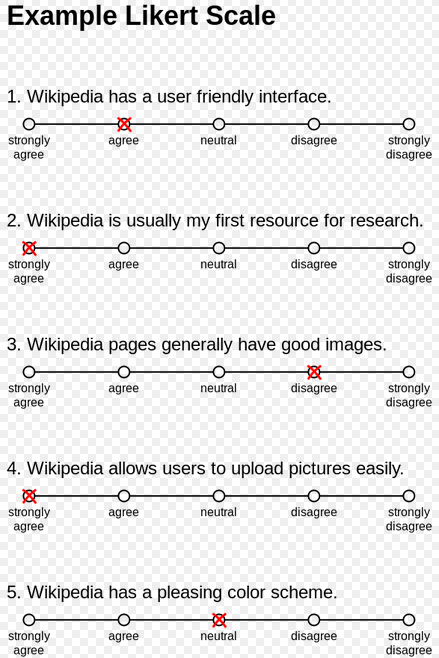 Example Likert Scale
1. Wikipedia has a user friendly interface.
strongly agree neutral disagree strongly
agree disagree
2. Wikipedia is usually my first resource for research.
strongly agree neutral disagree strongly
agree disagree
3. Wikipedia pages generally have good images.
strongly agree neutral disagree strongly
agree disagree
4. Wikipedia allows users to upload pictures easily.
strongly agree neutral disagree strongly
agree disagree
5. Wikipedia has a pleasing color scheme.
strongly agree neutral disagree strongly
agree disagree